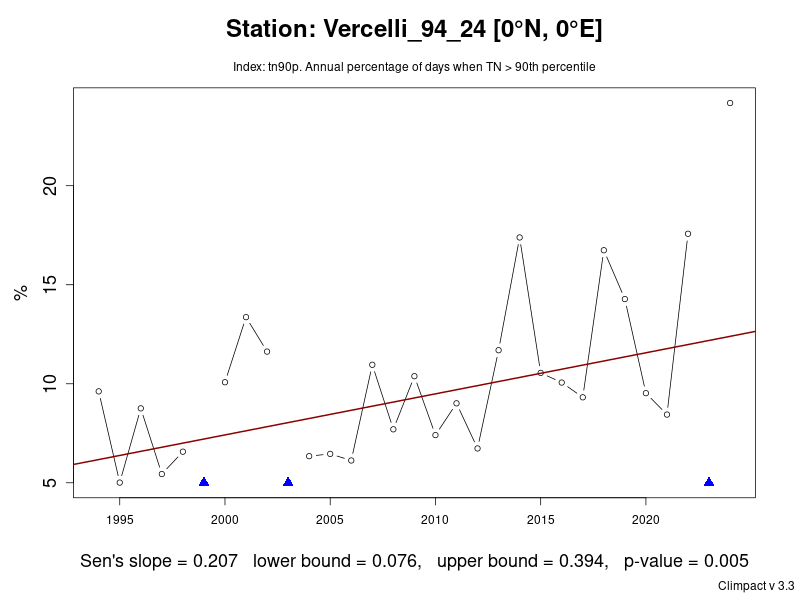 Station: Vercelli_94_24 [0°N, 0°E]
Index: tn90p. Annual percentage of days when TN > 90th percentile
%
20
15
10
5
1995 2000 2005 2010 2015 2020
Sen's slope = 0.207 lower bound = 0.076, upper bound = 0.394, p-value = 0.005
Climpact v 3.3